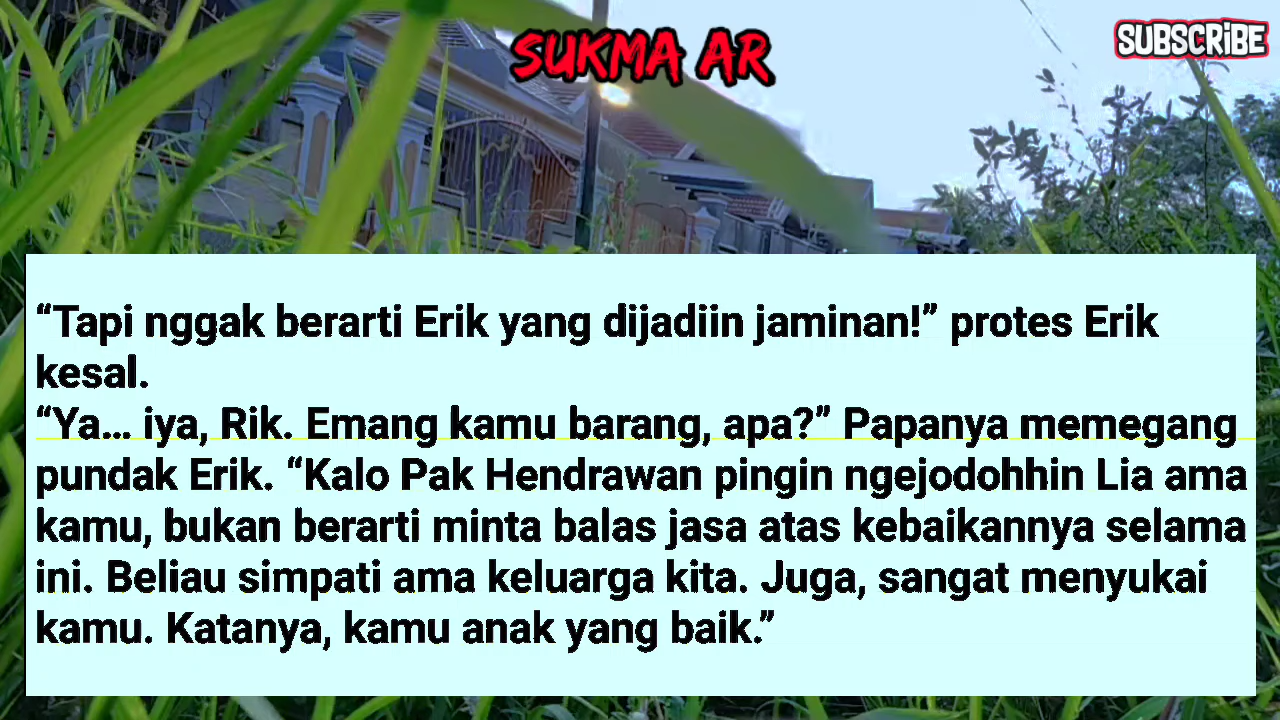 SUKMA AR
SUBSCRiBE
“Tapi nggak berarti Erik yang dijadiin jaminan!” protes Erik
kesal.
“Ya… iya, Rik. Emang kamu barang, apa?” Papanya memegang
pundak Erik. “Kalo Pak Hendrawan pingin ngejodohhin Lia ama
kamu, bukan berarti minta balas jasa atas kebaikannya selama
ini. Beliau simpati ama keluarga kita. Juga, sangat menyukai
kamu. Katanya, kamu anak yang baik.”